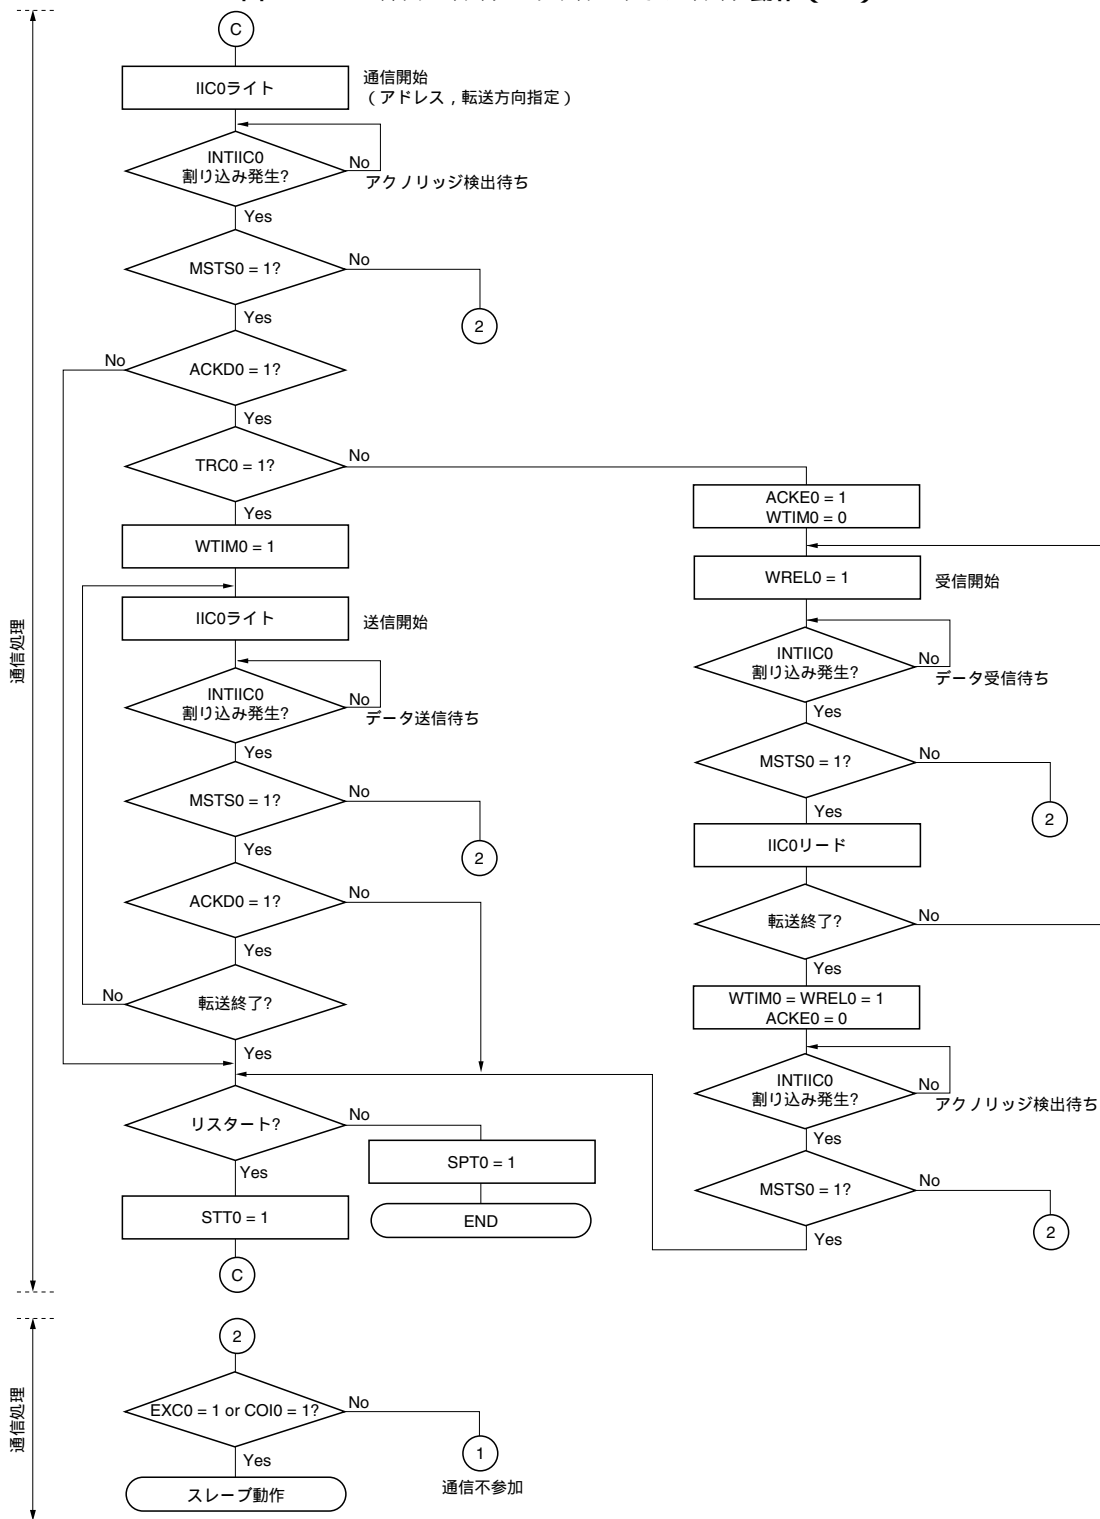 動作
C
IIC0ライト
通信開始
（アドレス，転送方向指定）
INTIIC0
割り込み発生?
No
アクノリッジ検出待ち
Yes
MSTS0 = 1?
No
2
Yes
ACKD0 = 1?
No
Yes
TRC0 = 1?
No
Yes
WTIM0 = 1
IIC0ライト
送信開始
INTIIC0
割り込み発生?
No
データ送信待ち
Yes
MSTS0 = 1?
No
2
Yes
ACKD0 = 1?
No
Yes
転送終了?
No
Yes
リスタート?
No
SPT0 = 1
END
Yes
STT0 = 1
C
ACKE0 = 1
WTIM0 = 0
WREL0 = 1
受信開始
INTIIC0
割り込み発生?
No
データ受信待ち
Yes
MSTS0 = 1?
No
2
Yes
IIC0リード
転送終了?
No
Yes
WTIM0 = WREL0 = 1
ACKE0 = 0
INTIIC0
割り込み発生?
No
アクノリッジ検出待ち
Yes
MSTS0 = 1?
No
2
Yes
通信処理
2
EXC0 = 1 or COI0 = 1?
No
1
通信不参加
Yes
スレーブ動作
通信処理